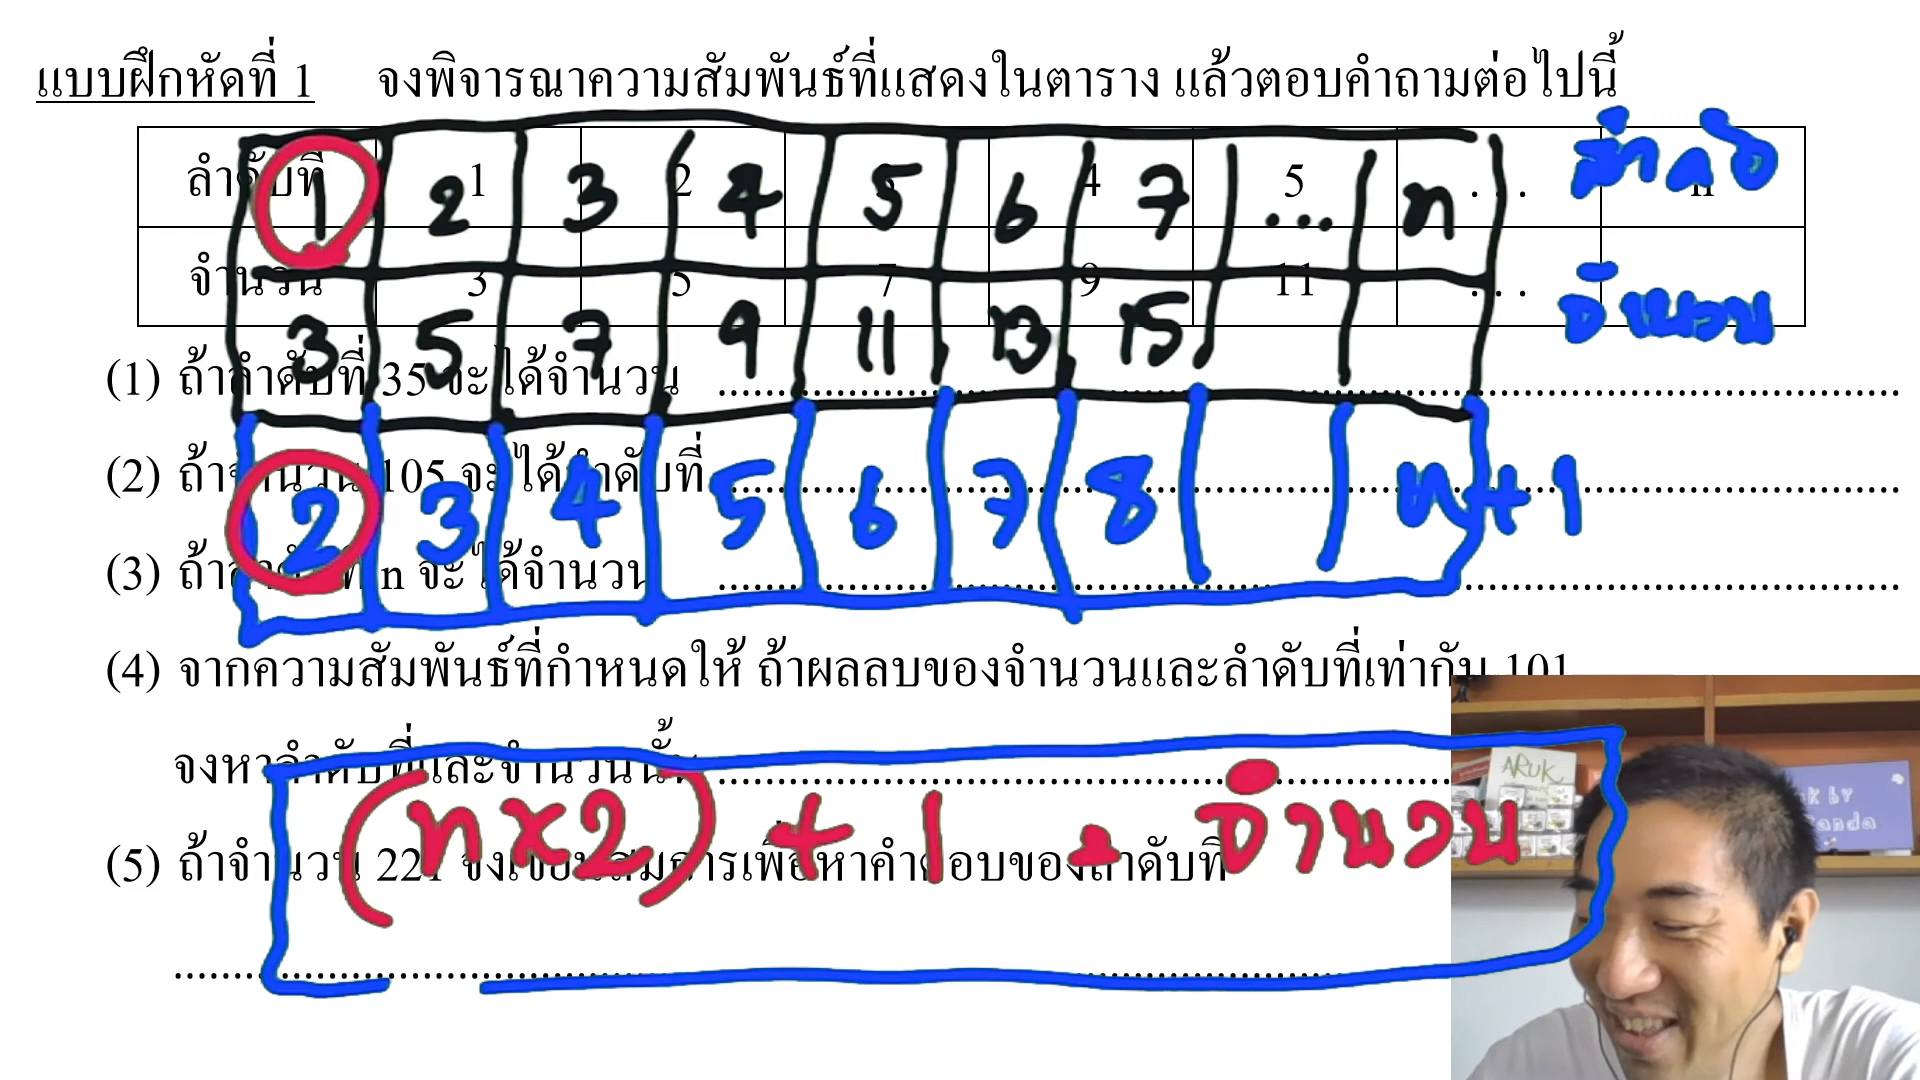 แบบฝึกหัดที่ 1 จงพิจารณาความสัมพันธ์ที่แสดงในตาราง แล้วตอบคำถามต่อไปนี้
ลำดับที่ 1 2 3 4 5 ... n
จำนวน 3 5 7 9 11 ...
1 2 3 4 5 6 7 ... n ลำดับ
3 5 7 9 11 13 15 จำนวน
(1) ถ้าลำดับที่ 35 จะได้จำนวน
(2) ถ้าจำนวน 105 จะได้ลำดับที่
2 3 4 5 6 7 8 n+1
(3) ถ้าลำดับที่ n จะได้จำนวน
(4) จากความสัมพันธ์ที่กำหนดให้ ถ้าผลลบของจำนวนและลำดับที่เท่ากับ 101
จงหาลำดับที่และจำนวนนั้น
(n×2) + 1 = จำนวน
(5) ถ้าจำนวน 221 จงเขียนสมการเพื่อหาคำตอบของลำดับที่
ARUK
K BY
anda